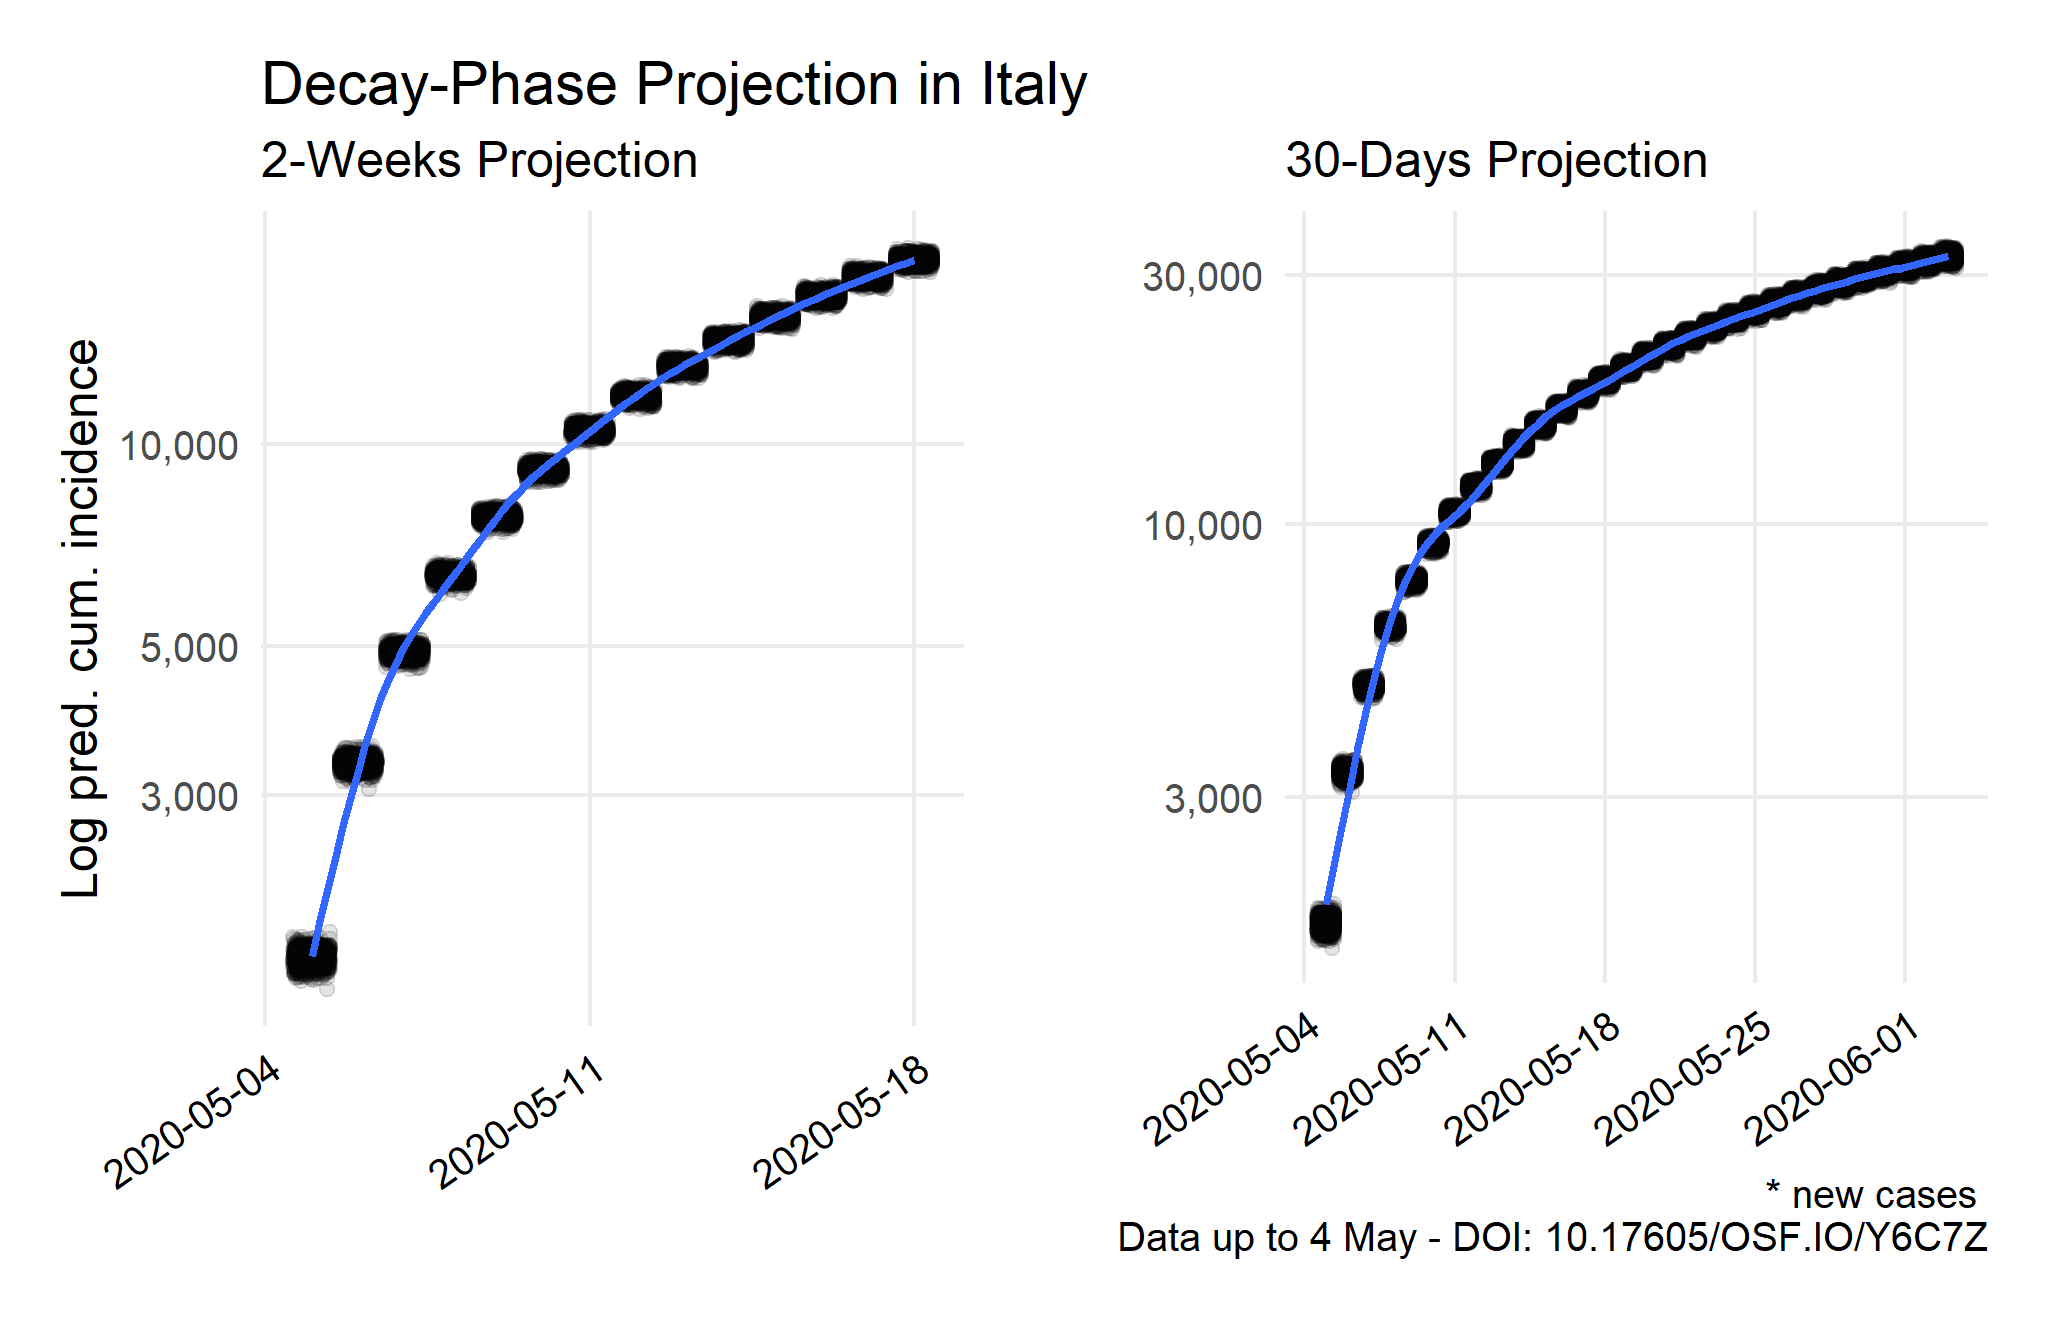 Decay-Phase Projection in Italy
2-Weeks Projection
Log pred. cum. incidence
10,000
5,000
3,000
2020-05-04
2020-05-11
2020-05-18
30-Days Projection
30,000
10,000
3,000
2020-05-04
2020-05-11
2020-05-18
2020-05-25
2020-06-01
* new cases
Data up to 4 May - DOI: 10.17605/OSF.IO/Y6C7Z